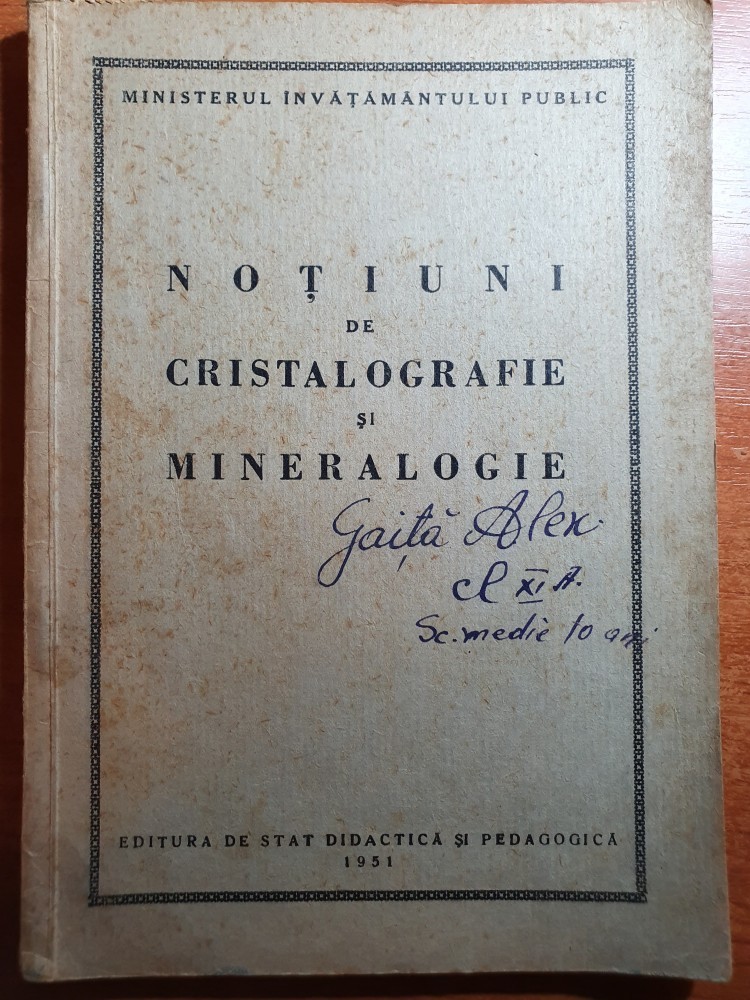 MINISTERUL ÎNVĂȚĂMÂNTULUI PUBLIC
NOȚIUNI
DE
CRISTALOGRAFIE
ȘI
MINERALOGIE
Gaiță Alex.
cl XI A.
Sc. medie 10 ani
EDITURA DE STAT DIDACTICĂ ȘI PEDAGOGICĂ
1951